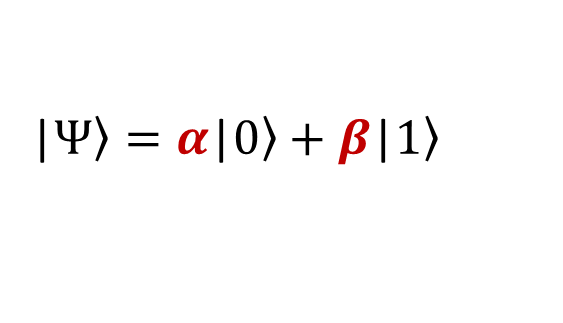 |Ψ⟩ = α|0⟩ + β|1⟩